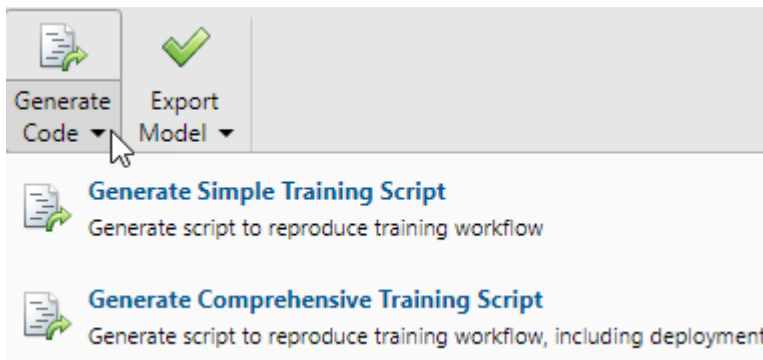 Generate Export
Code Model
Generate Simple Training Script
Generate script to reproduce training workflow
Generate Comprehensive Training Script
Generate script to reproduce training workflow, including deployment